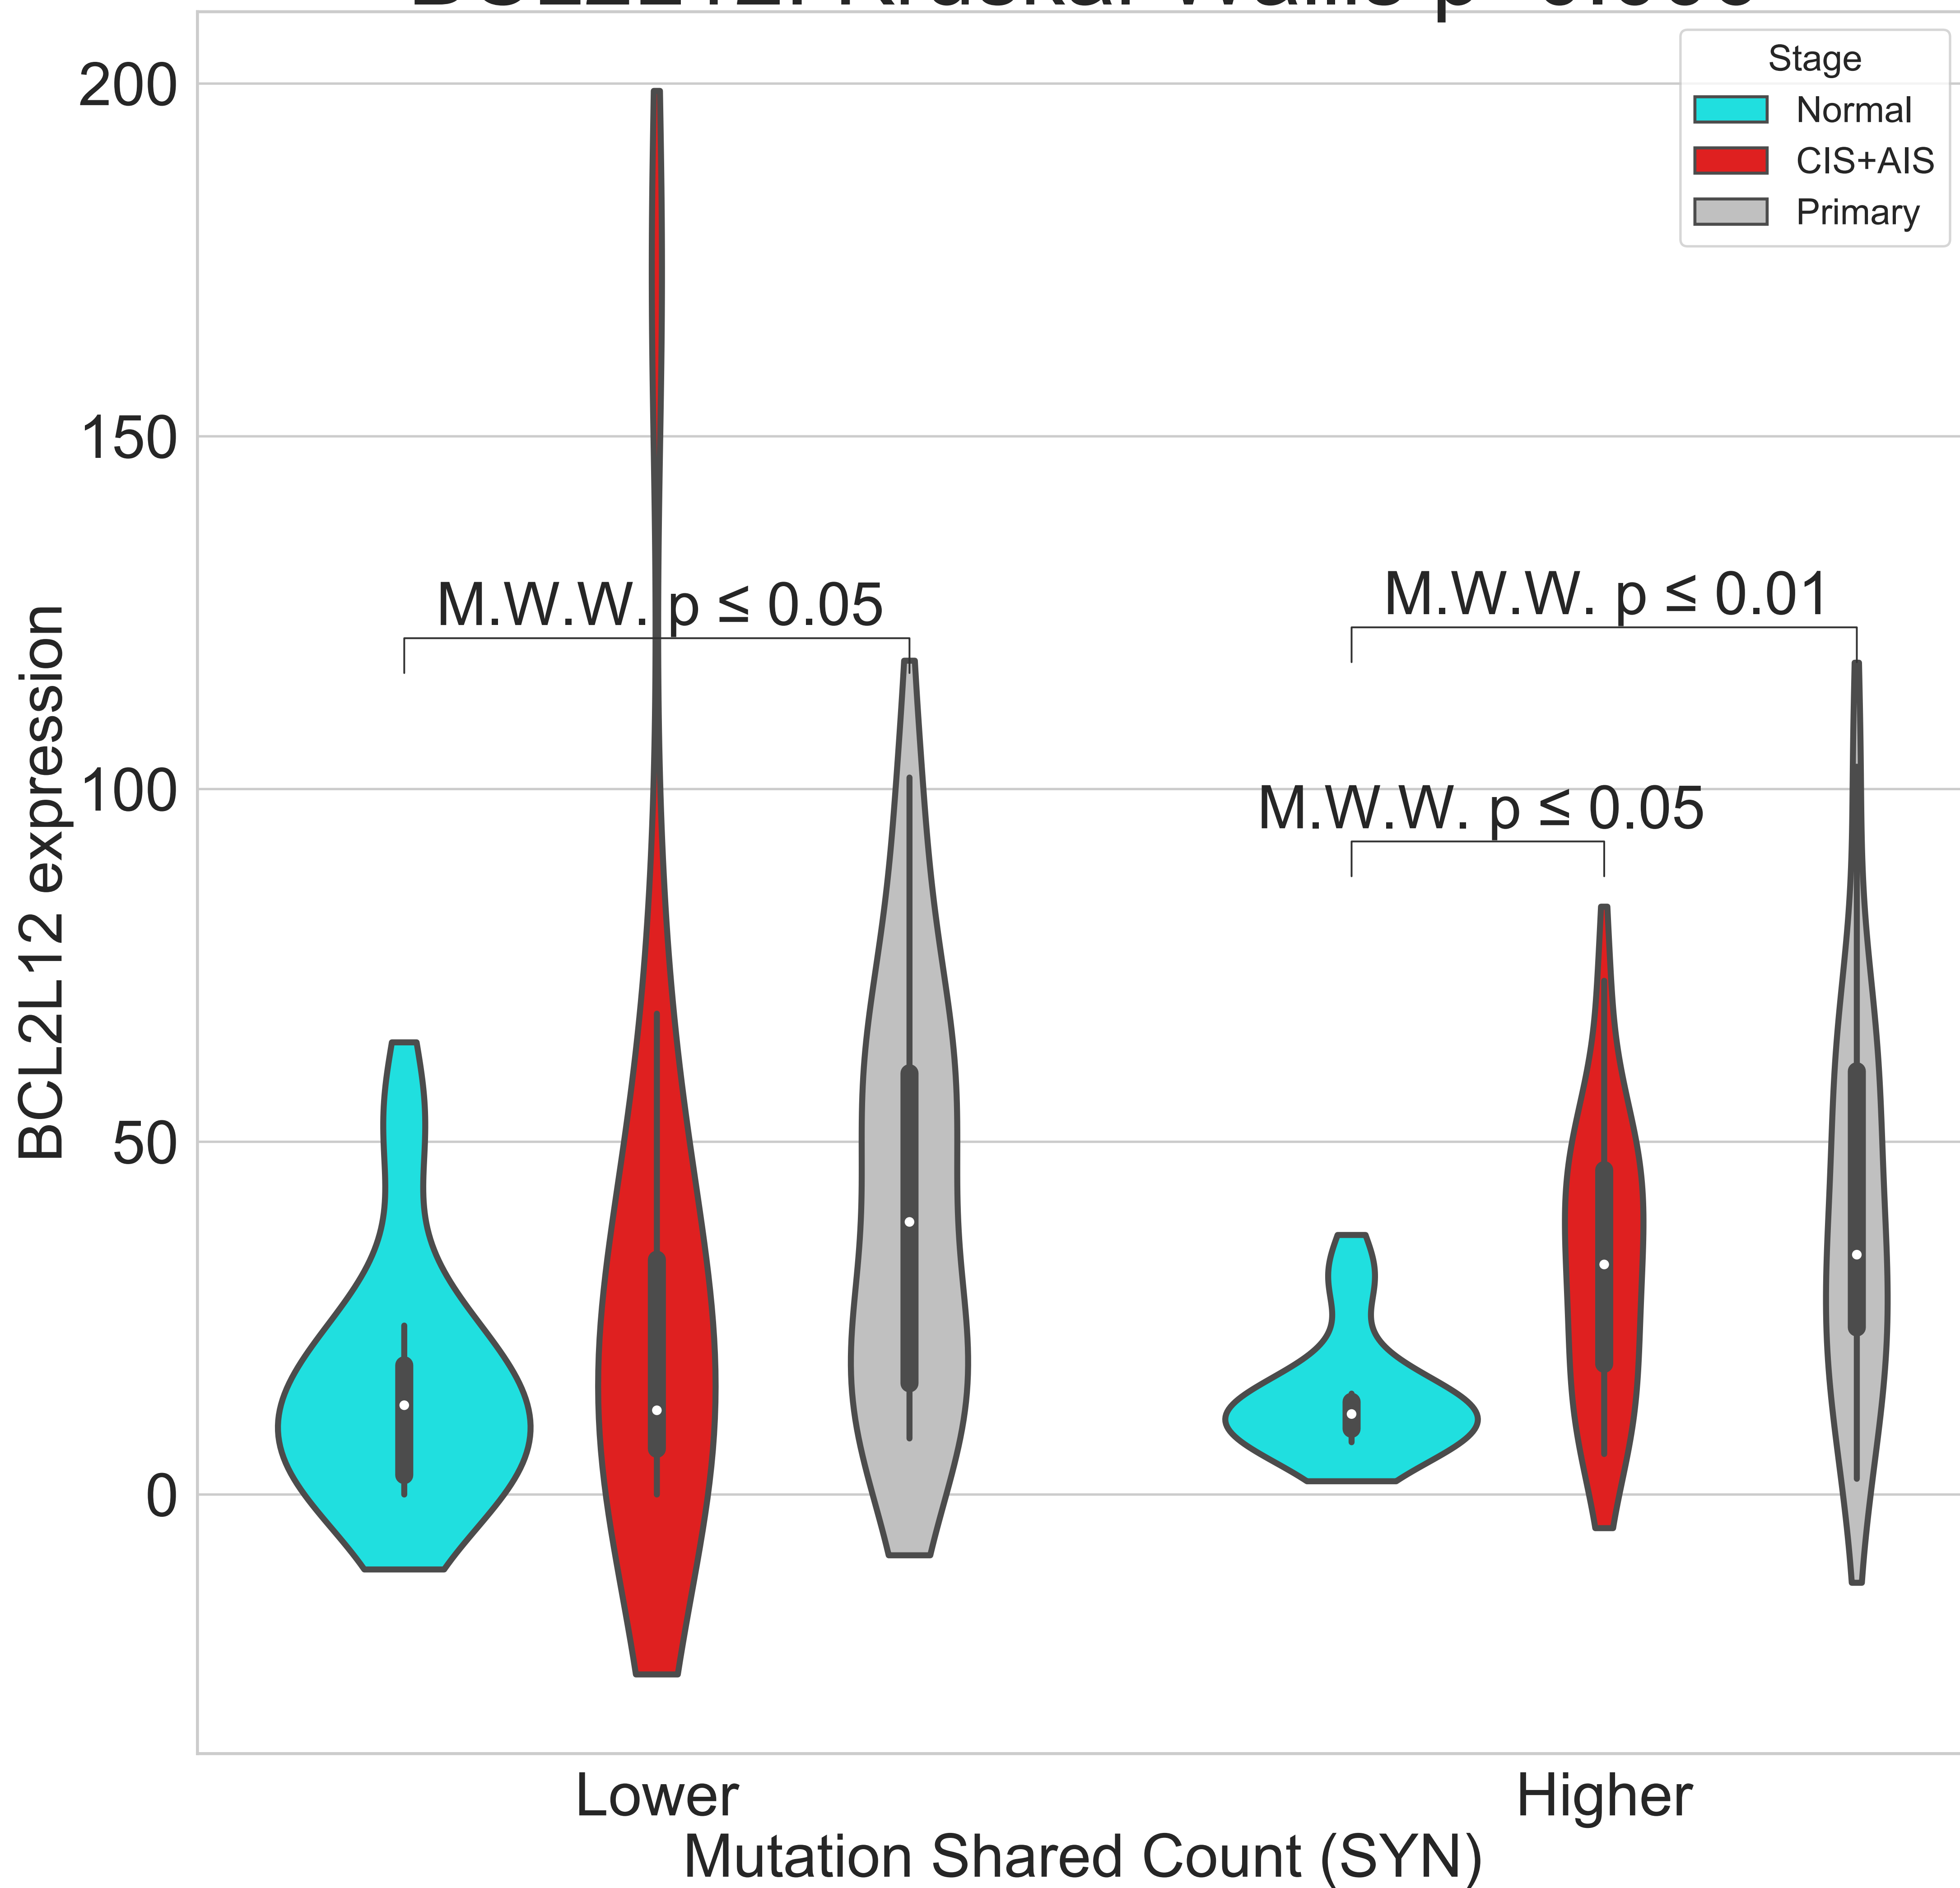 Stage
Normal
CIS+AIS
Primary
200
150
100
50
0
BCL2L12 expression
M.W.W. p ≤ 0.05
M.W.W. p ≤ 0.01
M.W.W. p ≤ 0.05
Lower
Higher
Mutation Shared Count (SYN)